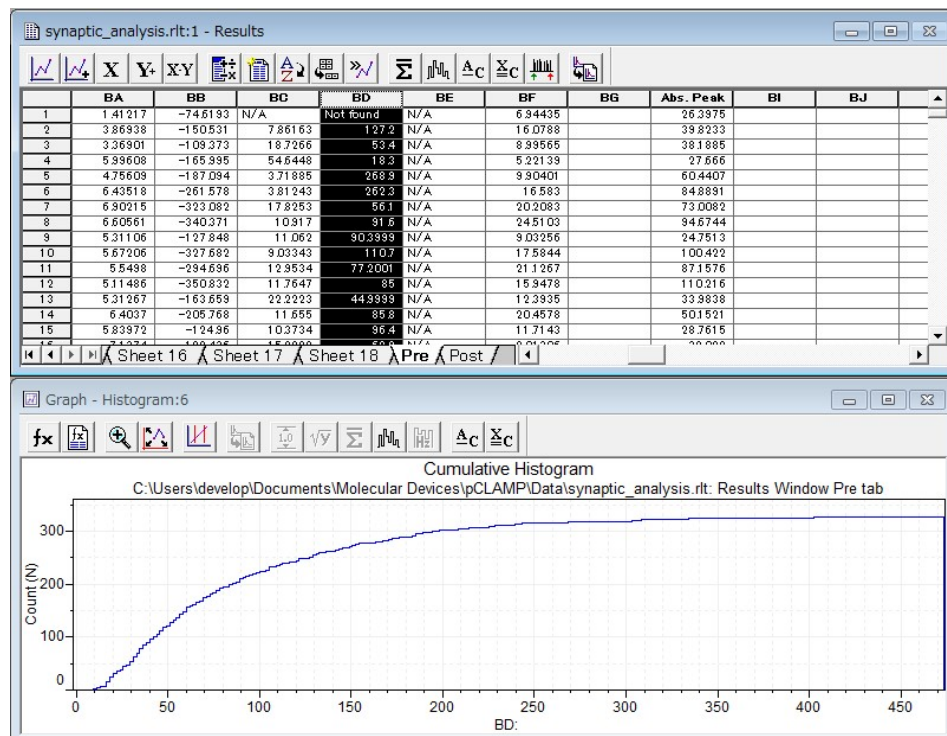 synaptic_analysis.rlt:1 - Results
X Y+ X-Y A Z Σ A C X C
BA BB BC BD BE BF BG Abs. Peak BI BJ
1 1.41217 -74.6193 N/A Not found N/A 6.94435 26.3975
2 3.86938 -150.531 7.86163 127.2 N/A 16.0788 39.8233
3 3.36901 -109.373 18.7266 53.4 N/A 8.99565 38.1885
4 5.99608 -165.995 54.6448 18.3 N/A 5.22139 27.666
5 4.75609 -187.094 3.71885 268.9 N/A 9.90401 60.4407
6 6.43518 -261.578 3.81243 262.3 N/A 16.583 84.8891
7 6.90215 -323.082 17.8253 56.1 N/A 20.2083 73.0082
8 6.60561 -340.371 10.917 91.6 N/A 24.5103 94.6744
9 5.31106 -127.848 11.062 90.3999 N/A 9.03256 24.7513
10 5.67206 -327.682 9.03343 110.7 N/A 17.5844 100.422
11 5.5498 -294.696 12.9534 77.2001 N/A 21.1267 87.1576
12 5.11486 -350.832 11.7647 85 N/A 15.9478 110.216
13 5.31267 -163.659 22.2223 44.9999 N/A 12.3935 33.9838
14 6.4037 -205.768 11.655 85.8 N/A 20.4578 50.1521
15 5.83972 -124.96 10.3734 96.4 N/A 11.7143 28.7615
Sheet 16 Sheet 17 Sheet 18 Pre Post
Graph - Histogram:6
fx fx 1.0 √y Σ HZ A C X C
Cumulative Histogram
C:\Users\develop\Documents\Molecular Devices\pCLAMP\Data\synaptic_analysis.rlt: Results Window Pre tab
300
200
100
0
Count (N)
0 50 100 150 200 250 300 350 400 450
BD: